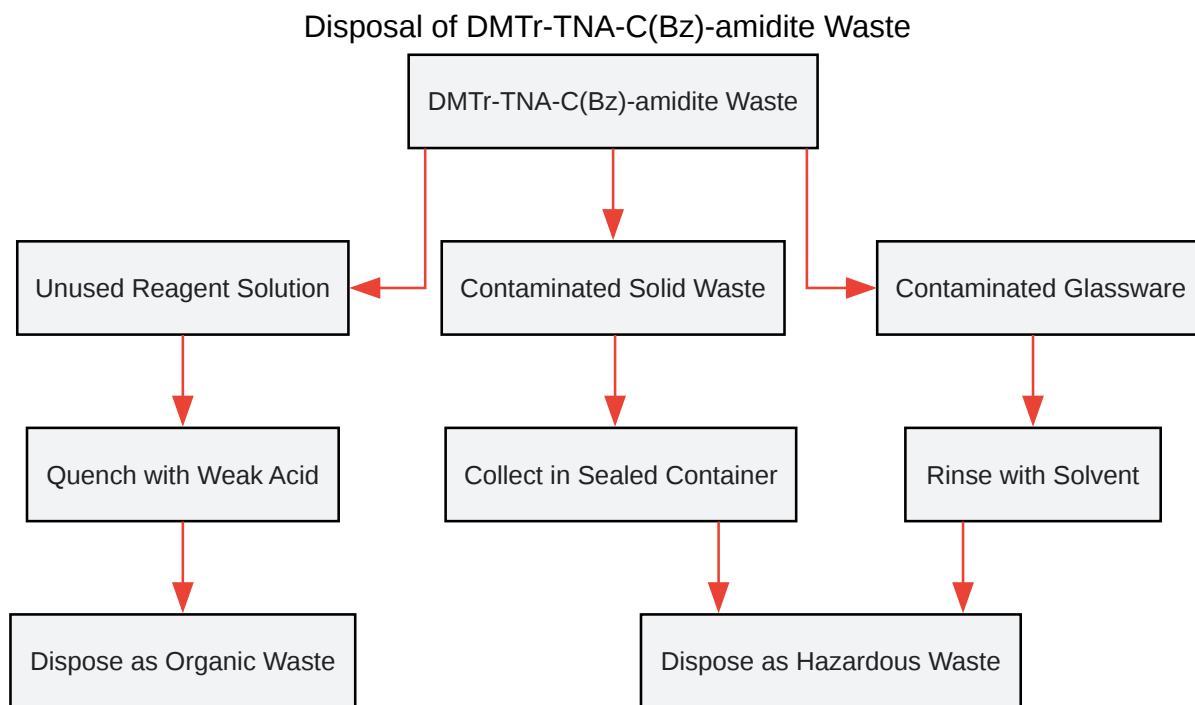 Disposal of DMTr-TNA-C(Bz)-amidite Waste
DMTr-TNA-C(Bz)-amidite Waste
Unused Reagent Solution
Contaminated Solid Waste
Contaminated Glassware
Quench with Weak Acid
Collect in Sealed Container
Rinse with Solvent
Dispose as Organic Waste
Dispose as Hazardous Waste